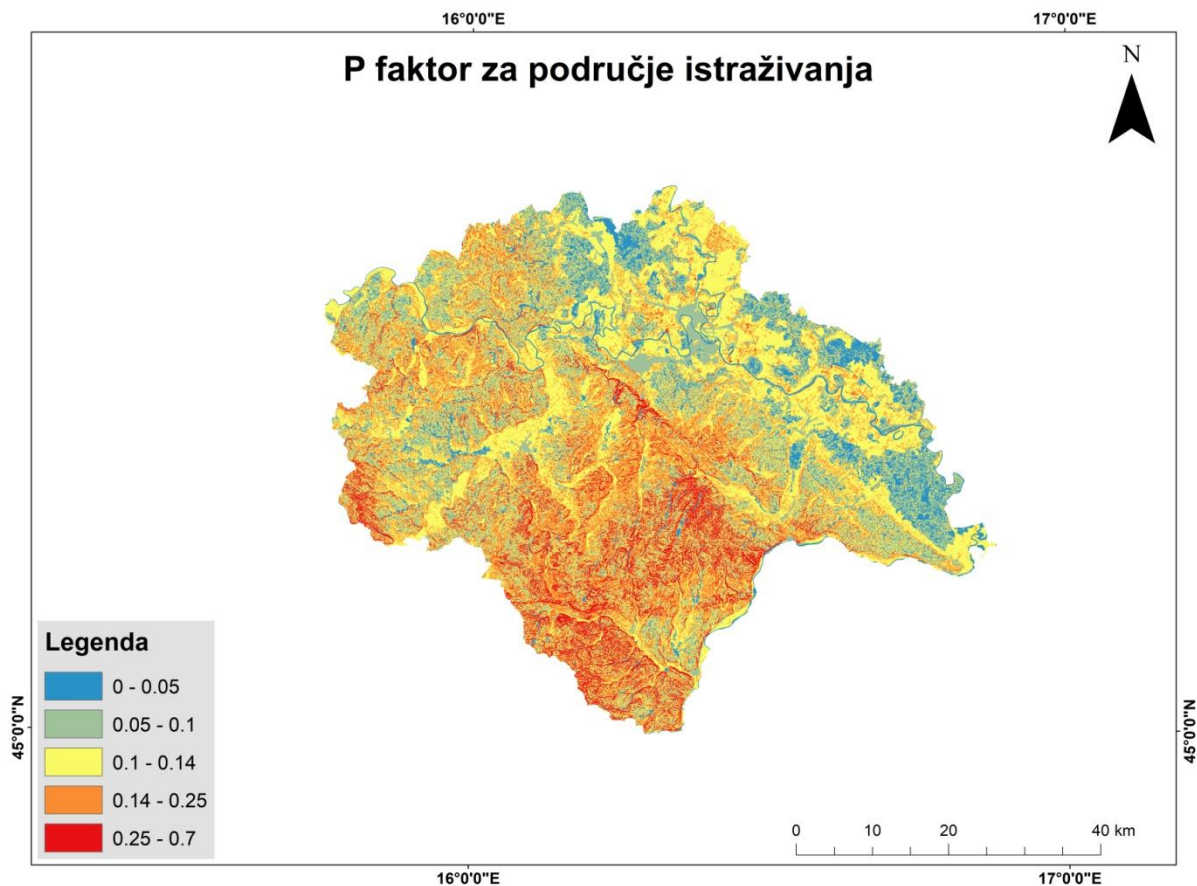 16°0'0"E 17°0'0"E
P faktor za područje istraživanja
N
Legenda
0 - 0.05
0.05 - 0.1
0.1 - 0.14
0.14 - 0.25
0.25 - 0.7
45°0'0"N
45°0'0"N
0 10 20 40 km
16°0'0"E 17°0'0"E